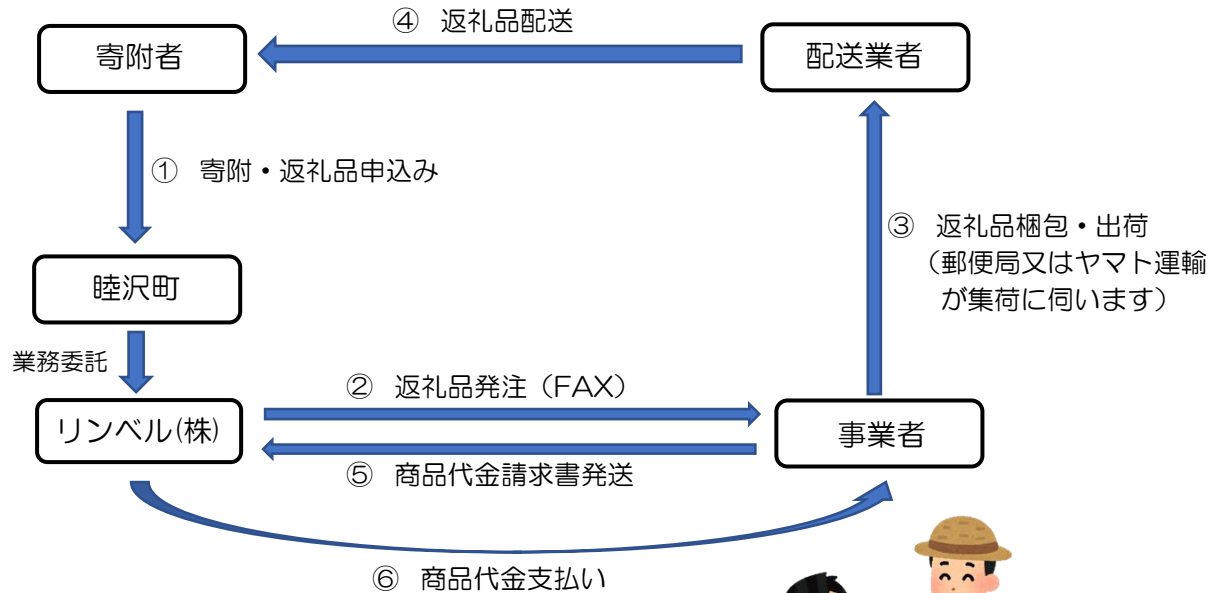 ④ 返礼品配送
寄附者
配送業者
① 寄附・返礼品申込み
③ 返礼品梱包・出荷
（郵便局又はヤマト運輸
が集荷に伺います）
睦沢町
業務委託
② 返礼品発注（FAX）
リンベル(株)
事業者
⑤ 商品代金請求書発送
⑥ 商品代金支払い